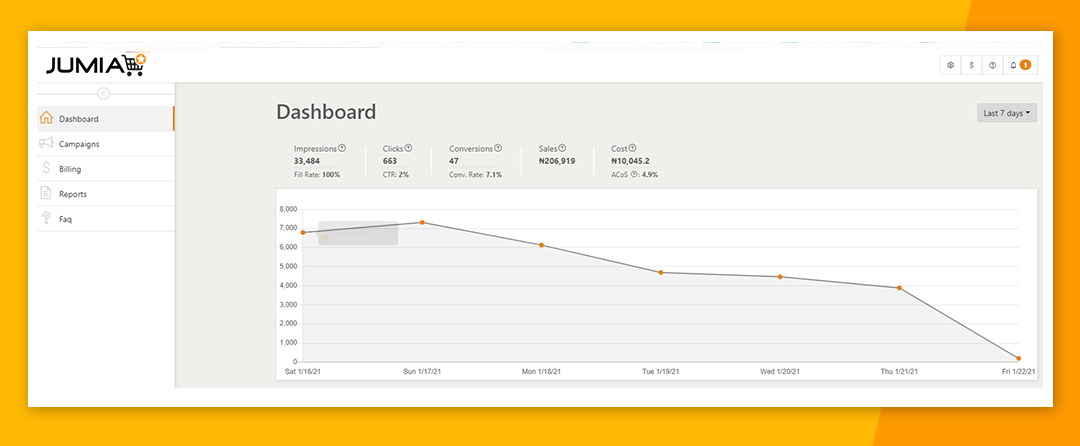 JUMIA
1
Dashboard
Campaigns
Billing
Reports
Faq
Dashboard
Last 7 days
Impressions
Clicks
Conversions
Sales
Cost
33,484
663
47
₦206,919
₦10,045.2
Fill Rate: 100%
CTR: 2%
Conv. Rate: 7.1%
ACoS ?: 4.9%
8,000
7,000
6,000
5,000
4,000
3,000
2,000
1,000
0
Sat 1/16/21
Sun 1/17/21
Mon 1/18/21
Tue 1/19/21
Wed 1/20/21
Thu 1/21/21
Fri 1/22/21